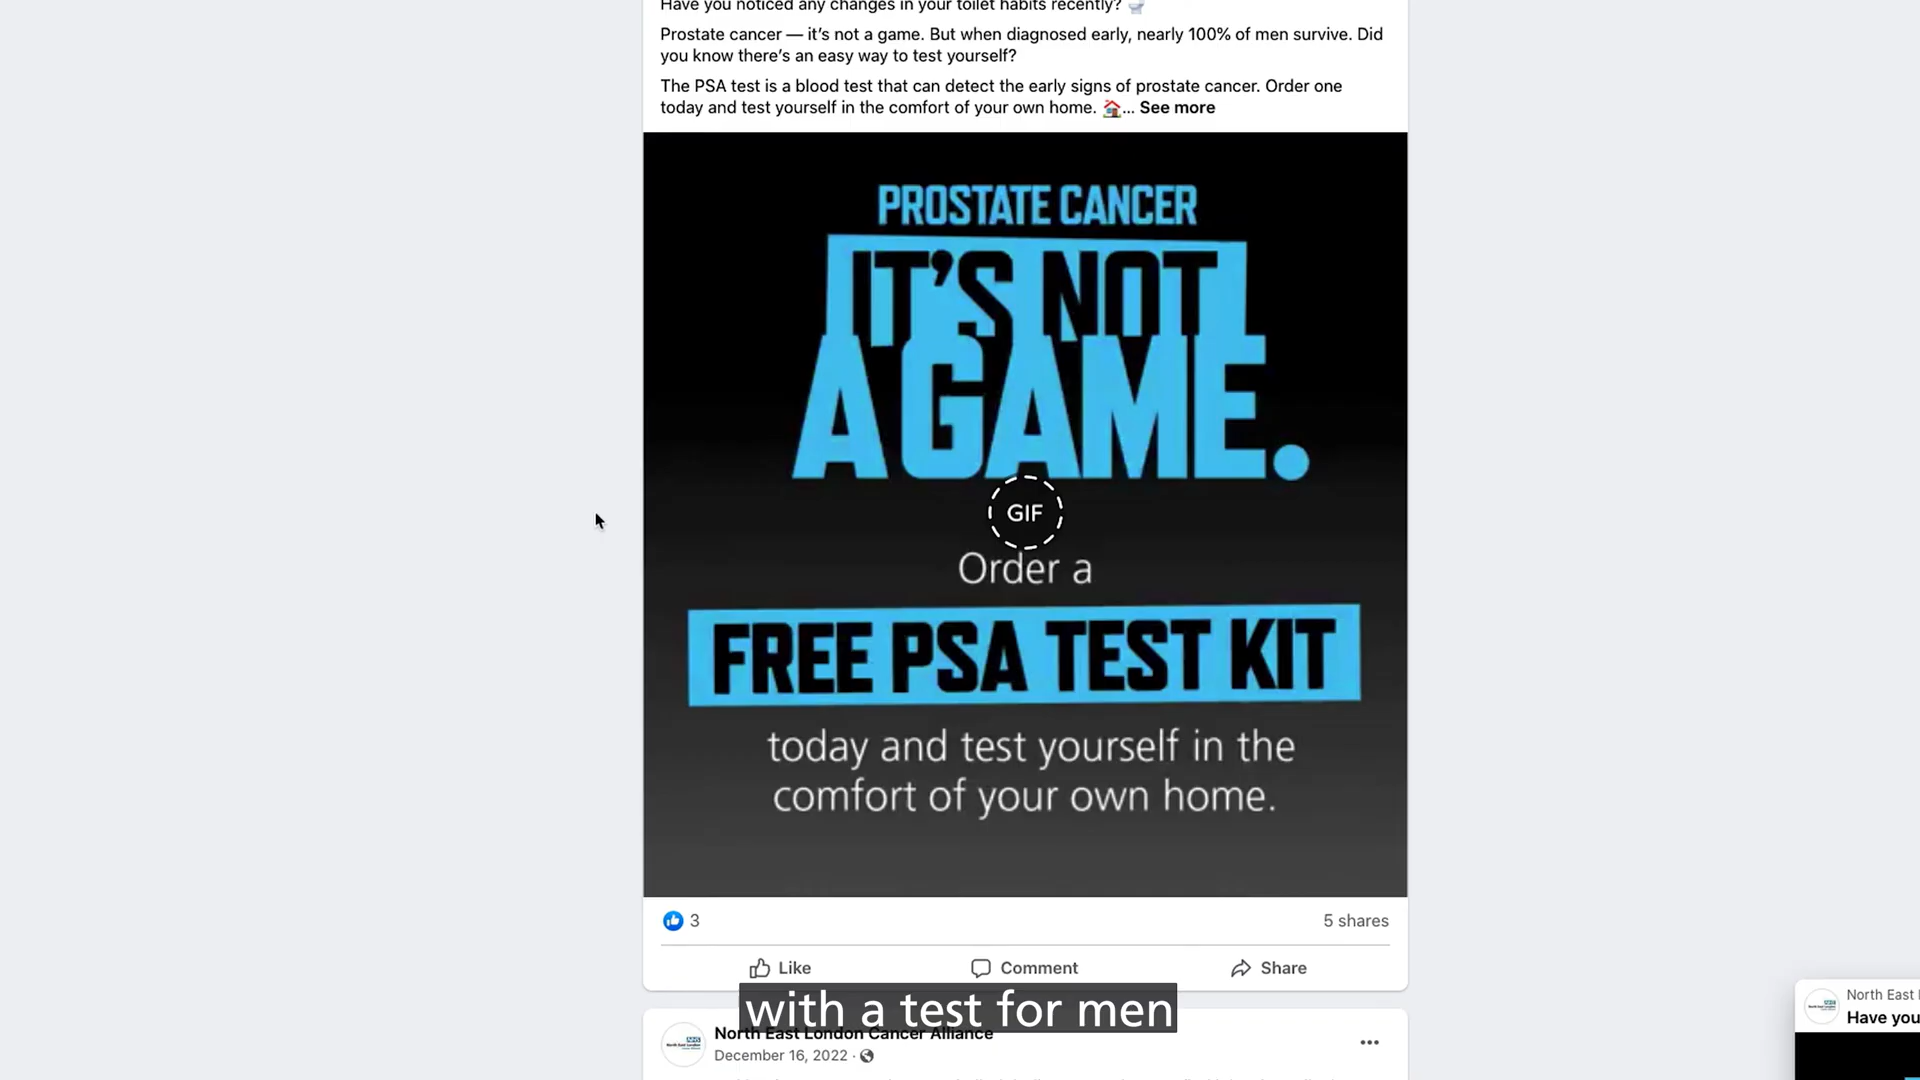 Have you noticed any changes in your toilet habits recently?
Prostate cancer — it's not a game. But when diagnosed early, nearly 100% of men survive. Did
you know there's an easy way to test yourself?
The PSA test is a blood test that can detect the early signs of prostate cancer. Order one
today and test yourself in the comfort of your own home. 🏠... See more
PROSTATE CANCER
IT'S NOT
A GAME.
GIF
Order a
FREE PSA TEST KIT
today and test yourself in the
comfort of your own home.
3
5 shares
Like
Comment
Share
with a test for men
North East London Cancer Alliance
December 16, 2022
North East
Have you